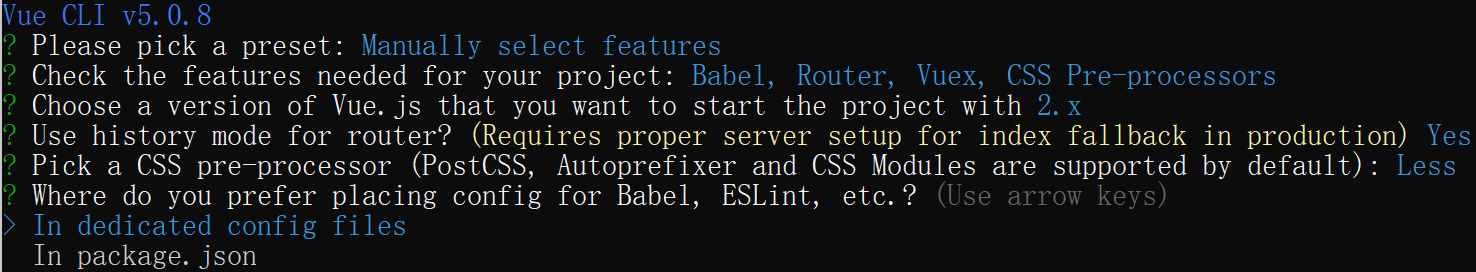 Vue CLI v5.0.8
? Please pick a preset: Manually select features
? Check the features needed for your project: Babel, Router, Vuex, CSS Pre-processors
? Choose a version of Vue.js that you want to start the project with 2.x
? Use history mode for router? (Requires proper server setup for index fallback in production) Yes
? Pick a CSS pre-processor (PostCSS, Autoprefixer and CSS Modules are supported by default): Less
? Where do you prefer placing config for Babel, ESLint, etc.? (Use arrow keys)
> In dedicated config files
In package.json